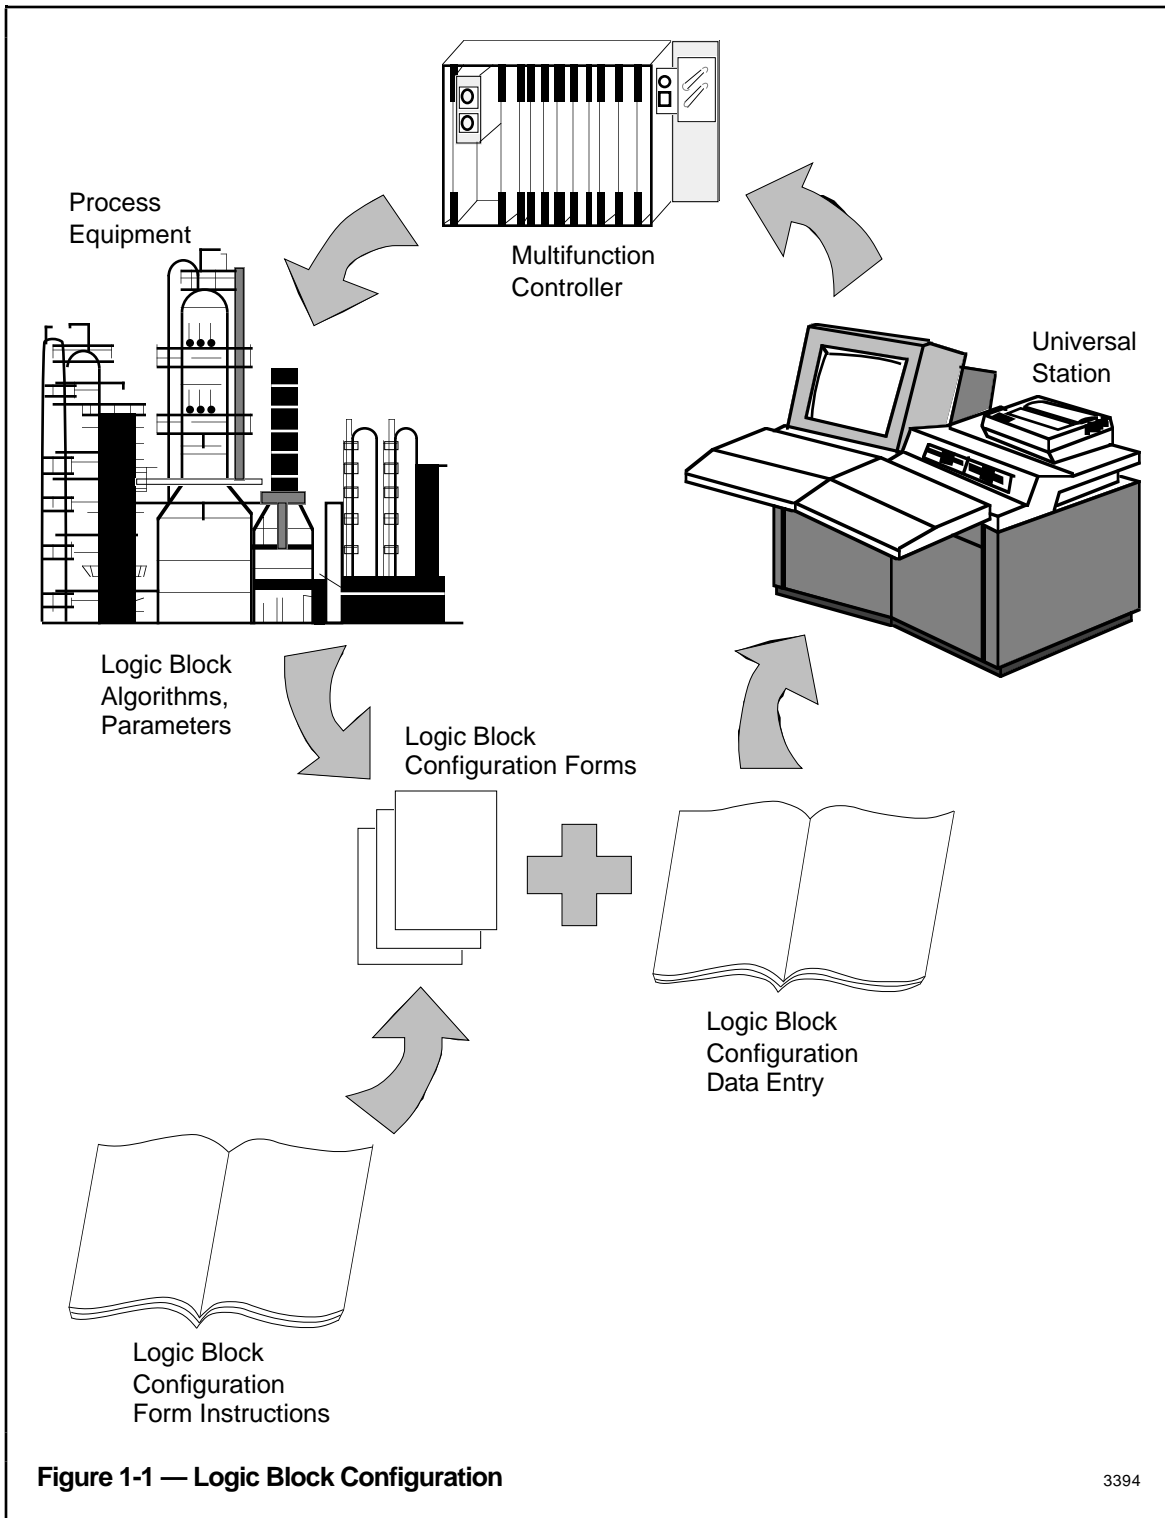 Process
Equipment
Multifunction
Controller
Universal
Station
Logic Block
Algorithms,
Parameters
Logic Block
Configuration Forms
Logic Block
Configuration
Data Entry
Logic Block
Configuration
Form Instructions
Figure 1-1 — Logic Block Configuration
3394